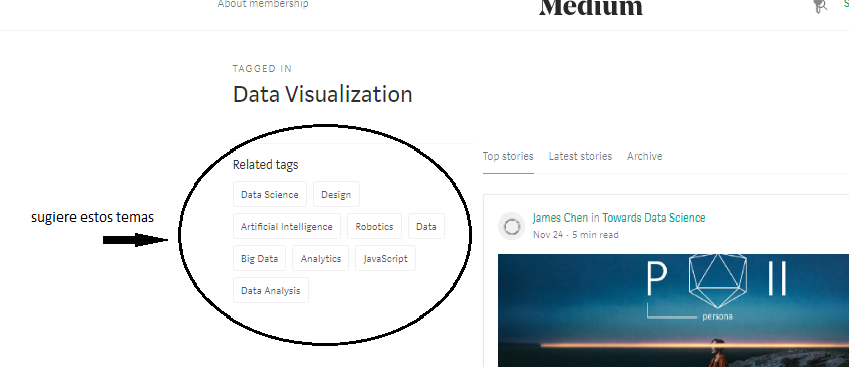 About membership
Medium
S
TAGGED IN
Data Visualization
Related tags
Data Science
Design
Artificial Intelligence
Robotics
Data
Big Data
Analytics
JavaScript
Data Analysis
sugiere estos temas
Top stories
Latest stories
Archive
James Chen in Towards Data Science
Nov 24 · 5 min read
P
II
persona